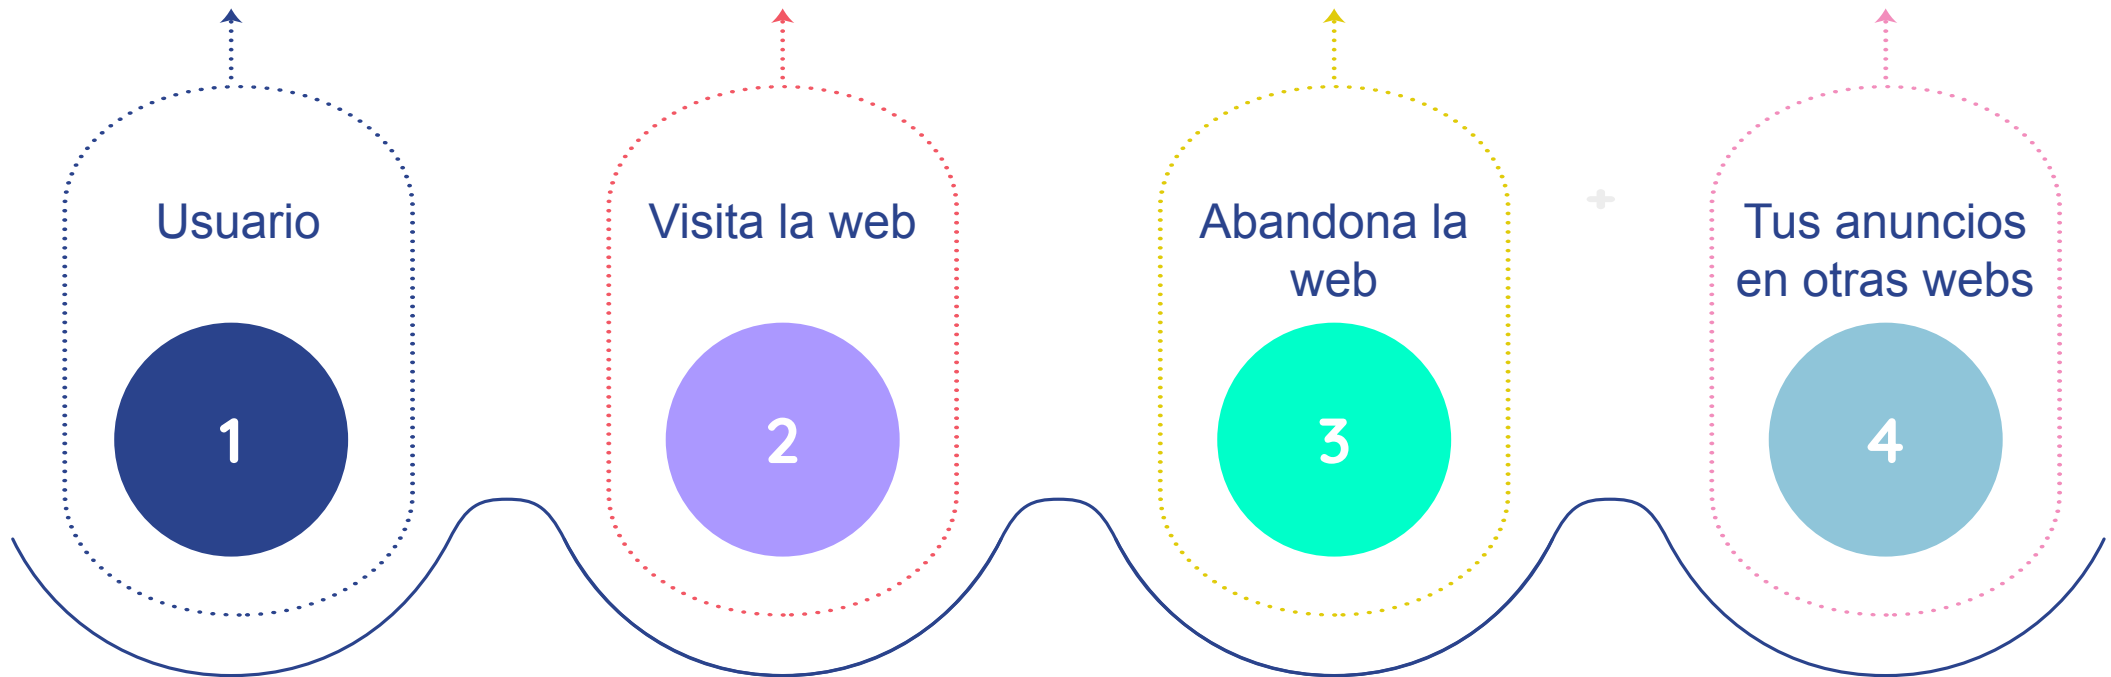 Usuario
1
Visita la web
2
Abandona la
web
3
Tus anuncios
en otras webs
4